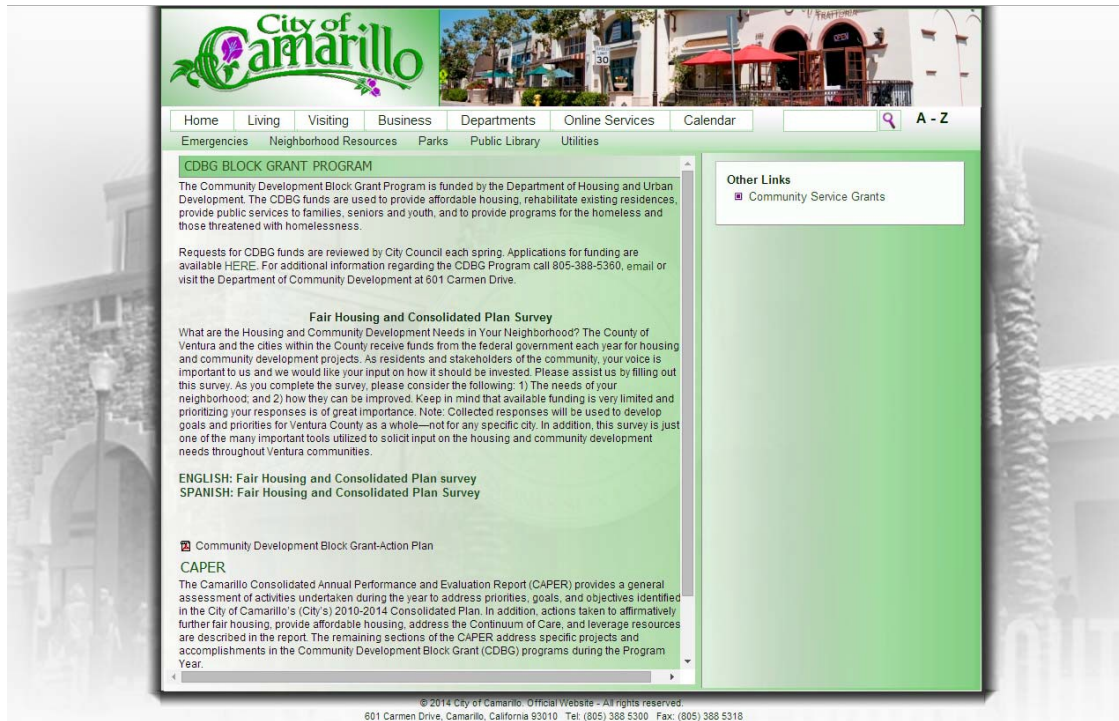 City of
Camarillo
SPEED
LIMIT
30
TRATTORIA
OPEN
Home Living Visiting Business Departments Online Services Calendar A - Z
Emergencies Neighborhood Resources Parks Public Library Utilities
CDBG BLOCK GRANT PROGRAM
The Community Development Block Grant Program is funded by the Department of Housing and Urban
Development. The CDBG funds are used to provide affordable housing, rehabilitate existing residences,
provide public services to families, seniors and youth, and to provide programs for the homeless and
those threatened with homelessness.
Requests for CDBG funds are reviewed by City Council each spring. Applications for funding are
available HERE. For additional information regarding the CDBG Program call 805-388-5360, email or
visit the Department of Community Development at 601 Carmen Drive.
Fair Housing and Consolidated Plan Survey
What are the Housing and Community Development Needs in Your Neighborhood? The County of
Ventura and the cities within the County receive funds from the federal government each year for housing
and community development projects. As residents and stakeholders of the community, your voice is
important to us and we would like your input on how it should be invested. Please assist us by filling out
this survey. As you complete the survey, please consider the following: 1) The needs of your
neighborhood; and 2) how they can be improved. Keep in mind that available funding is very limited and
prioritizing your responses is of great importance. Note: Collected responses will be used to develop
goals and priorities for Ventura County as a whole—not for any specific city. In addition, this survey is just
one of the many important tools utilized to solicit input on the housing and community development
needs throughout Ventura communities.
ENGLISH: Fair Housing and Consolidated Plan survey
SPANISH: Fair Housing and Consolidated Plan Survey
Community Development Block Grant-Action Plan
CAPER
The Camarillo Consolidated Annual Performance and Evaluation Report (CAPER) provides a general
assessment of activities undertaken during the year to address priorities, goals, and objectives identified
in the City of Camarillo's (City's) 2010-2014 Consolidated Plan. In addition, actions taken to affirmatively
further fair housing, provide affordable housing, address the Continuum of Care, and leverage resources
are described in the report. The remaining sections of the CAPER address specific projects and
accomplishments in the Community Development Block Grant (CDBG) programs during the Program
Year.
Other Links
Community Service Grants
© 2014 City of Camarillo. Official Website - All rights reserved.
601 Carmen Drive, Camarillo, California 93010 Tel: (805) 388 5300 Fax: (805) 388 5318